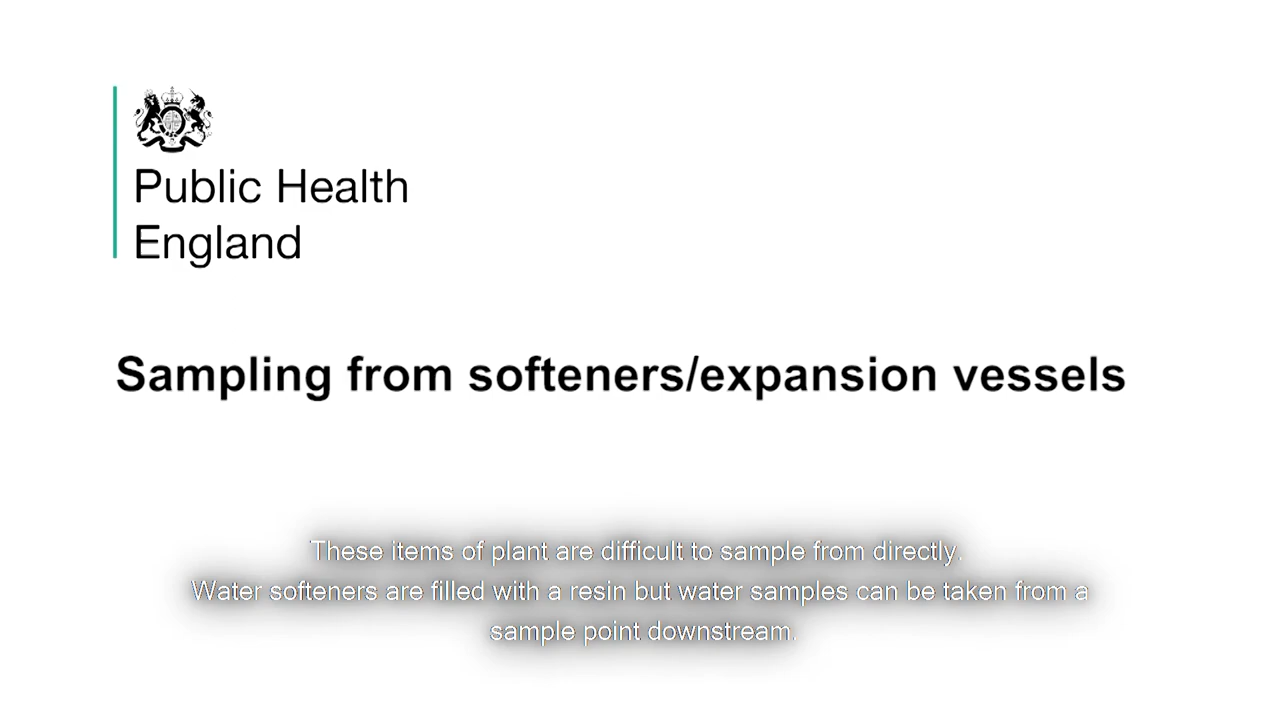 Public Health
England
Sampling from softeners/expansion vessels
These items of plant are difficult to sample from directly.
Water softeners are filled with a resin but water samples can be taken from a
sample point downstream.